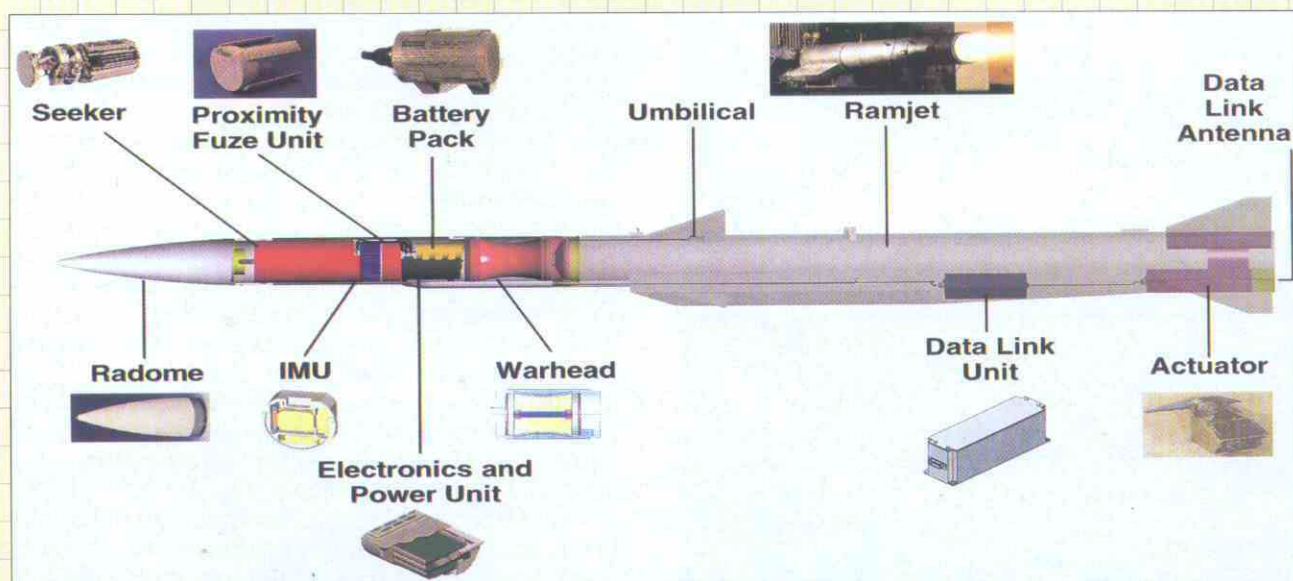 Seeker
Proximity
Fuze Unit
Battery
Pack
Umbilical
Ramjet
Data
Link
Antenna
Radome
IMU
Warhead
Data Link
Unit
Actuator
Electronics and
Power Unit